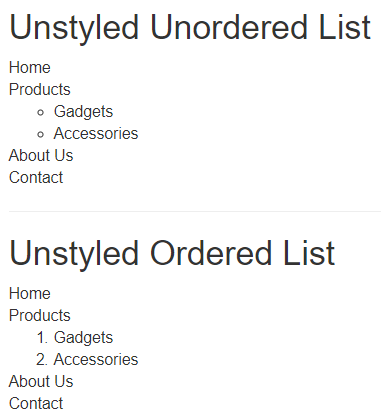 Unstyled Unordered List
Home
Products
Gadgets
Accessories
About Us
Contact
Unstyled Ordered List
Home
Products
1. Gadgets
2. Accessories
About Us
Contact